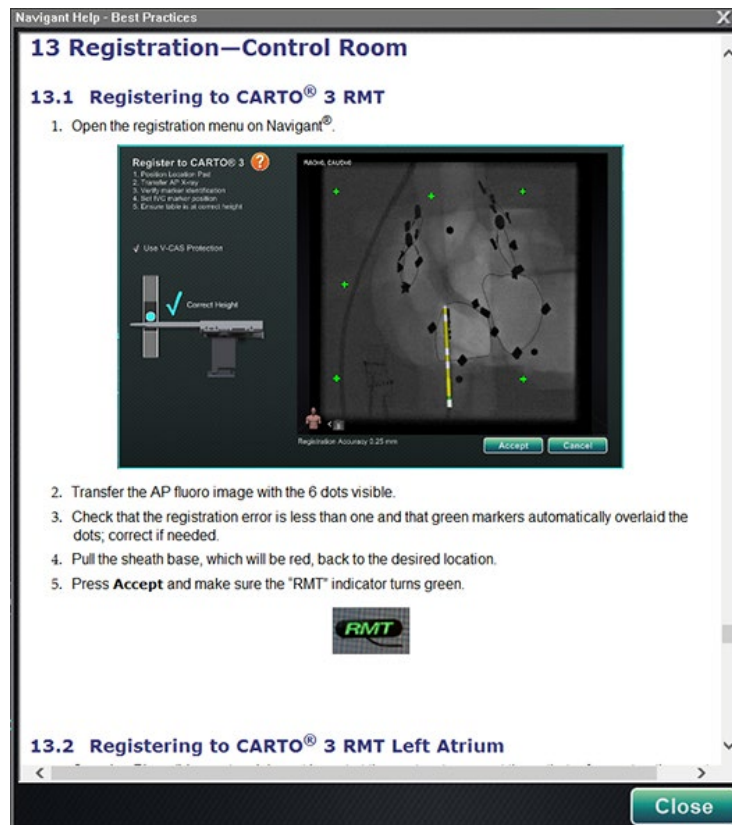 Navigant Help - Best Practices
X
13 Registration—Control Room
13.1 Registering to CARTO® 3 RMT
1. Open the registration menu on Navigant®.
Register to CARTO® 3 ?
1. Position Location Pad
2. Transfer AP X-ray
3. Verify marker identification
4. Set IVC marker position
5. Ensure table is at correct height
√ Use V-CAS Protection
Correct Height
Registration Accuracy 0.25 mm
Accept
Cancel
2. Transfer the AP fluoro image with the 6 dots visible.
3. Check that the registration error is less than one and that green markers automatically overlaid the
dots; correct if needed.
4. Pull the sheath base, which will be red, back to the desired location.
5. Press Accept and make sure the “RMT” indicator turns green.
RMT
13.2 Registering to CARTO® 3 RMT Left Atrium
Close